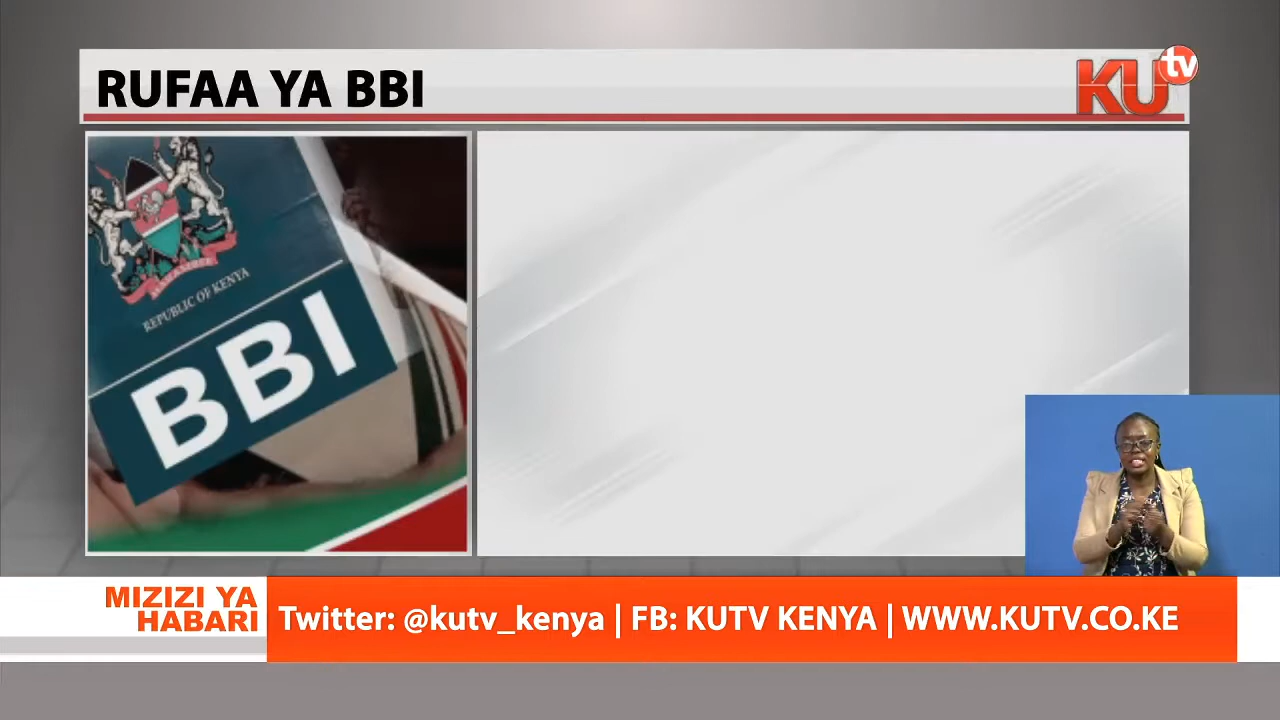 RUFAA YA BBI
KU tv
REPUBLIC OF KENYA
BBI
MIZIZI YA
HABARI
Twitter: @kutv_kenya | FB: KUTV KENYA | WWW.KUTV.CO.KE